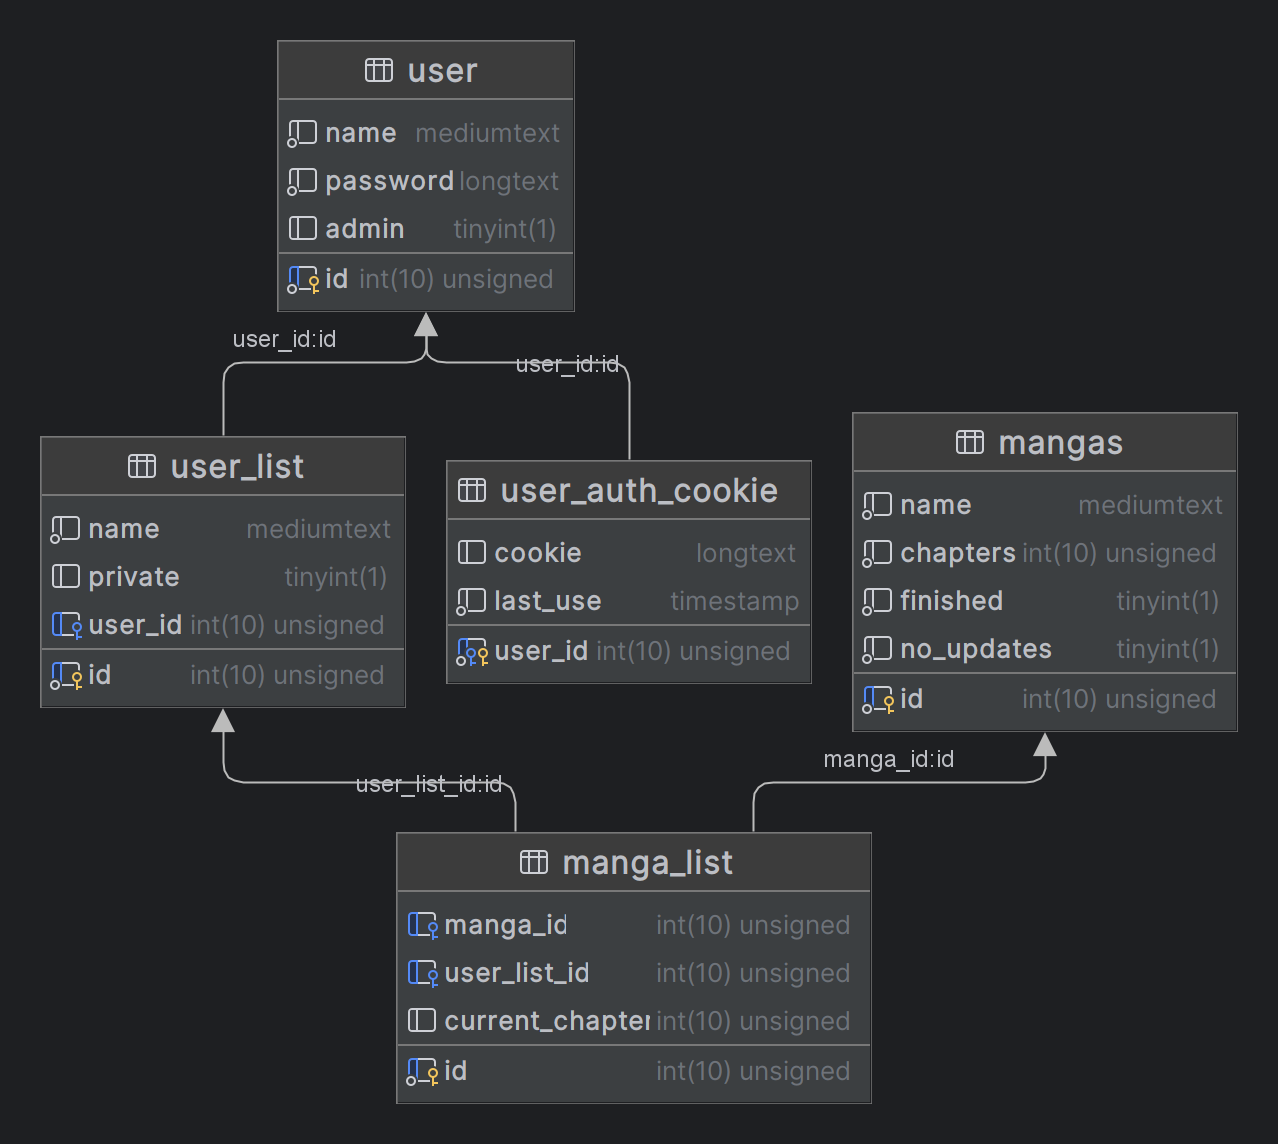 user
name mediumtext
password longtext
admin tinyint(1)
id int(10) unsigned
user_id:id
user_id:id
user_list
name mediumtext
private tinyint(1)
user_id int(10) unsigned
id int(10) unsigned
user_auth_cookie
cookie longtext
last_use timestamp
user_id int(10) unsigned
mangas
name mediumtext
chapters int(10) unsigned
finished tinyint(1)
no_updates tinyint(1)
id int(10) unsigned
user_list_id:id
manga_id:id
manga_list
manga_id int(10) unsigned
user_list_id int(10) unsigned
current_chapter int(10) unsigned
id int(10) unsigned